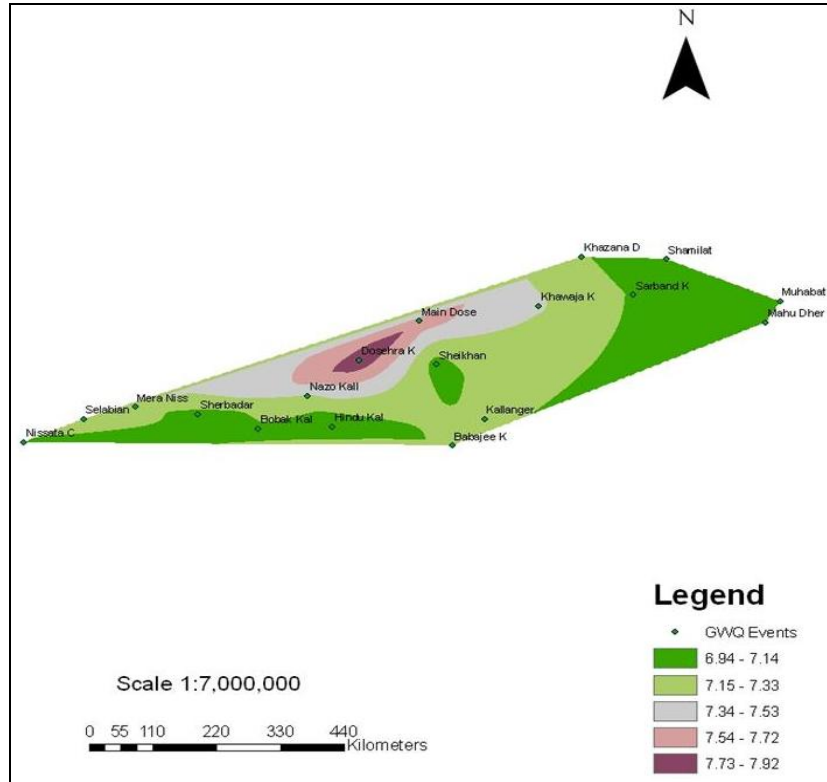 N
Khazana D
Shamilat
Sarband K
Muhabat
Khawaja K
Mahu Dher
Main Dose
Dosehra K
Sheikhan
Nazo Kali
Mera Niss
Selabian
Sherbadar
Kallanger
Bobak Kal
Hindu Kal
Nissata C
Babajee K
Legend
GWQ Events
6.94 - 7.14
7.15 - 7.33
7.34 - 7.53
7.54 - 7.72
7.73 - 7.92
Scale 1:7,000,000
0 55 110 220 330 440
Kilometers